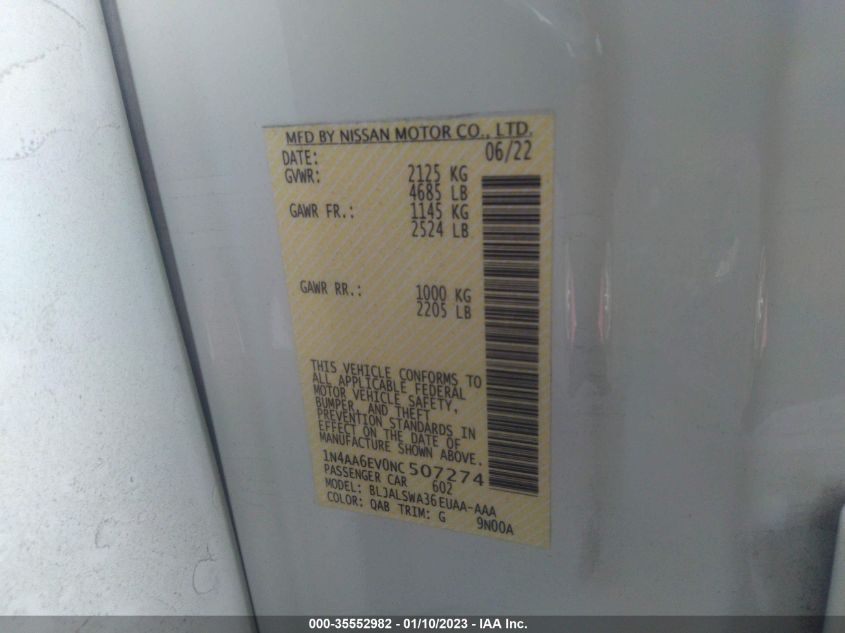 MFD BY NISSAN MOTOR CO., LTD.
DATE: 06/22
GVWR: 2125 KG
4685 LB
GAWR FR.: 1145 KG
2524 LB
GAWR RR.: 1000 KG
2205 LB
THIS VEHICLE CONFORMS TO
ALL APPLICABLE FEDERAL
MOTOR VEHICLE SAFETY,
BUMPER, AND THEFT
PREVENTION STANDARDS IN
EFFECT ON THE DATE OF
MANUFACTURE SHOWN ABOVE.
1N4AA6EV0NC 507274
PASSENGER CAR 602
MODEL: BLJALSWA36EUAA-AAA
COLOR: QAB TRIM: G 9N00A
000-35552982 - 01/10/2023 - IAA Inc.